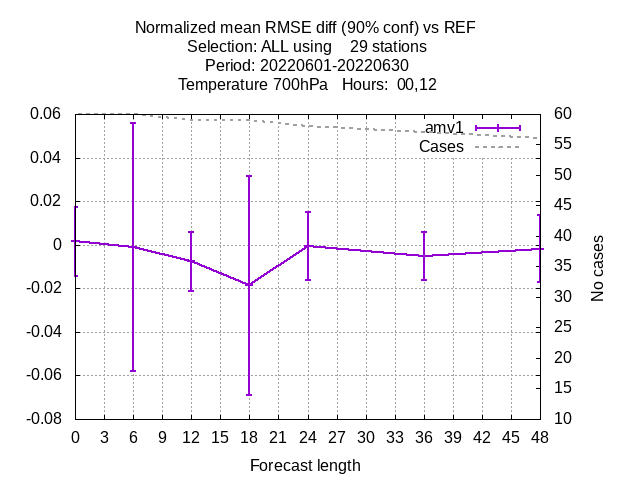 Normalized mean RMSE diff (90% conf) vs REF
Selection: ALL using    29 stations
Period: 20220601-20220630
Temperature 700hPa   Hours:  00,12
0.06
0.04
0.02
0
-0.02
-0.04
-0.06
-0.08
amv1
Cases
60
55
50
45
40
35
30
25
20
15
10
No cases
0 3 6 9 12 15 18 21 24 27 30 33 36 39 42 45 48
Forecast length